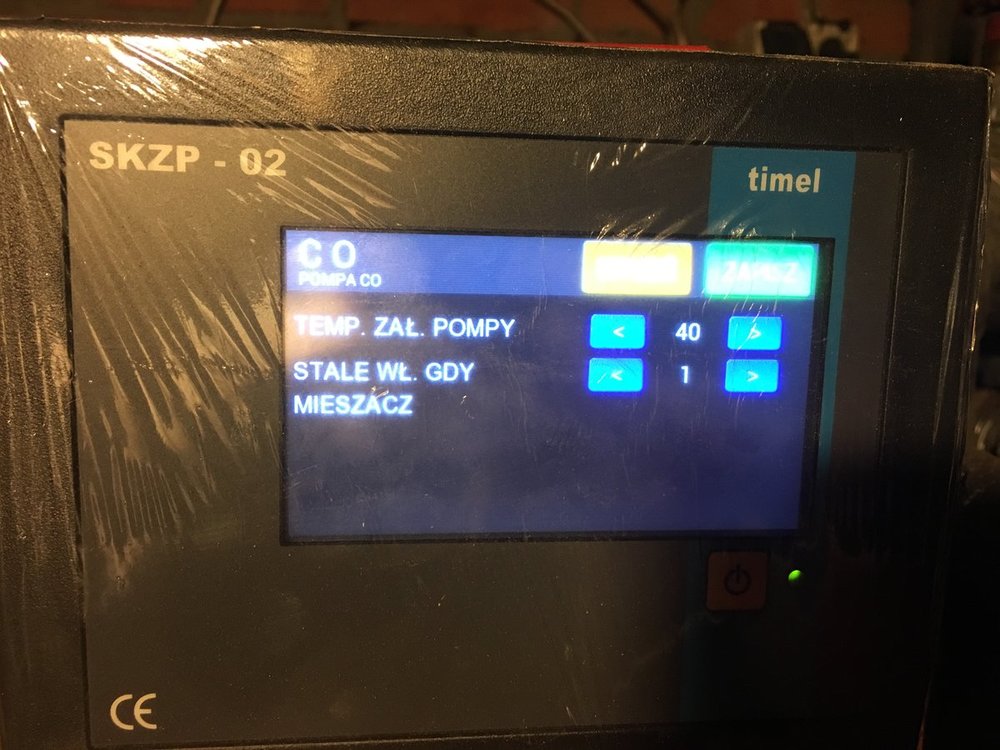 SKZP - 02
timel
C O
POMPA CO
ZAPISZ
TEMP. ZAŁ. POMPY < 40 >
STALE WŁ. GDY < 1 >
MIESZACZ
CE